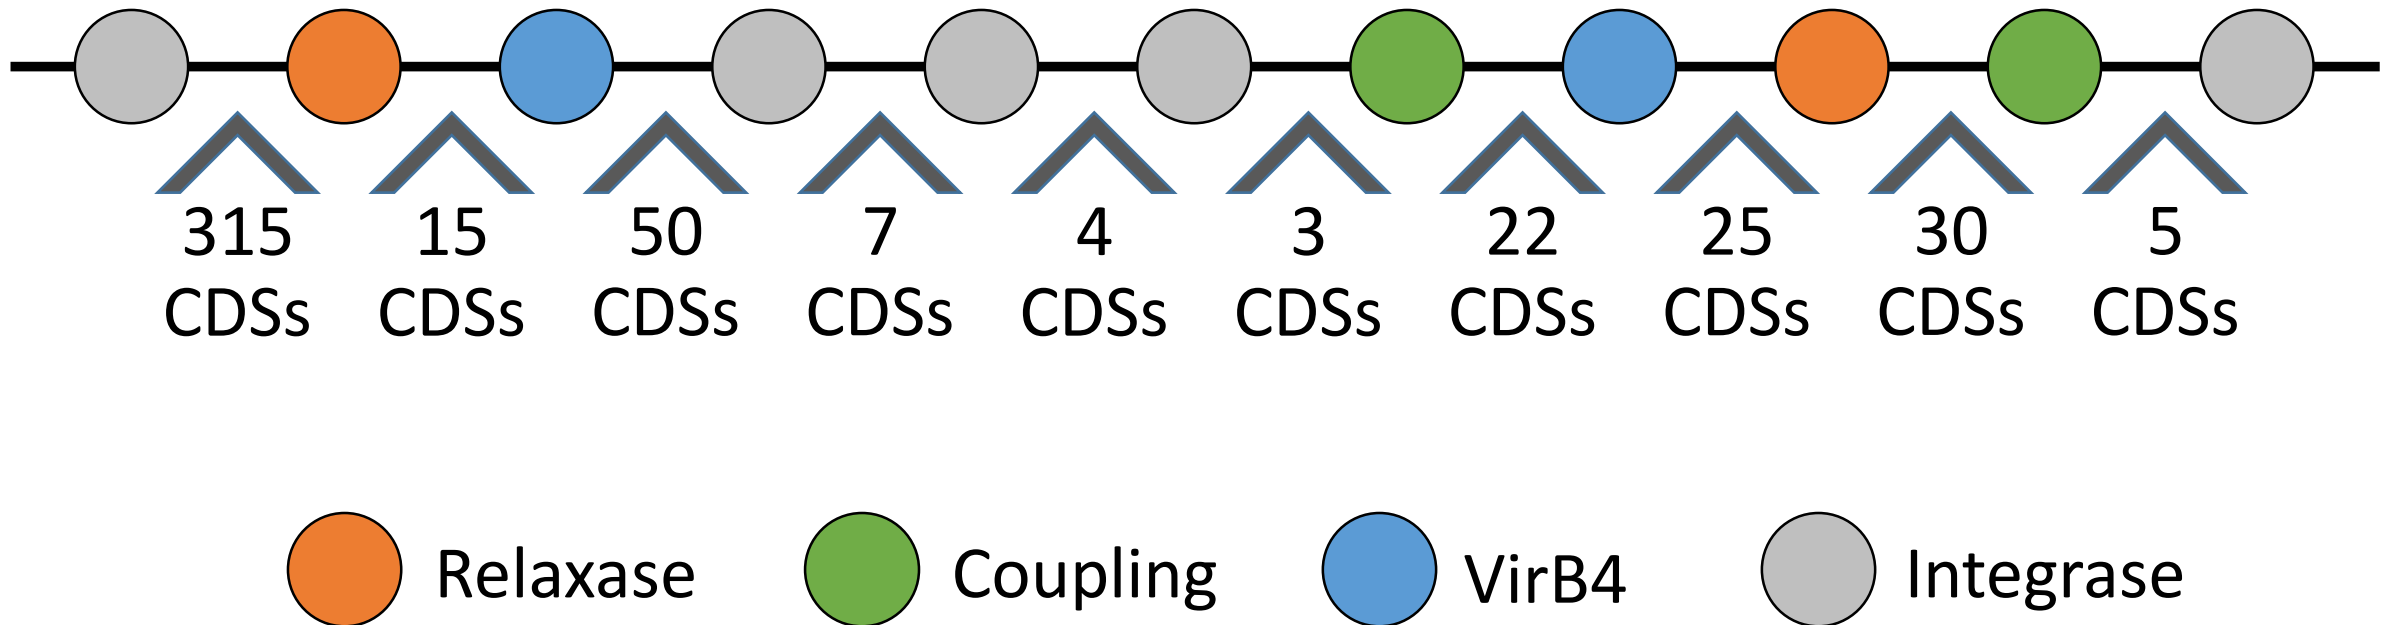 315 15 50 7 4 3 22 25 30 5
CDSs CDSs CDSs CDSs CDSs CDSs CDSs CDSs CDSs CDSs
Relaxase Coupling VirB4 Integrase